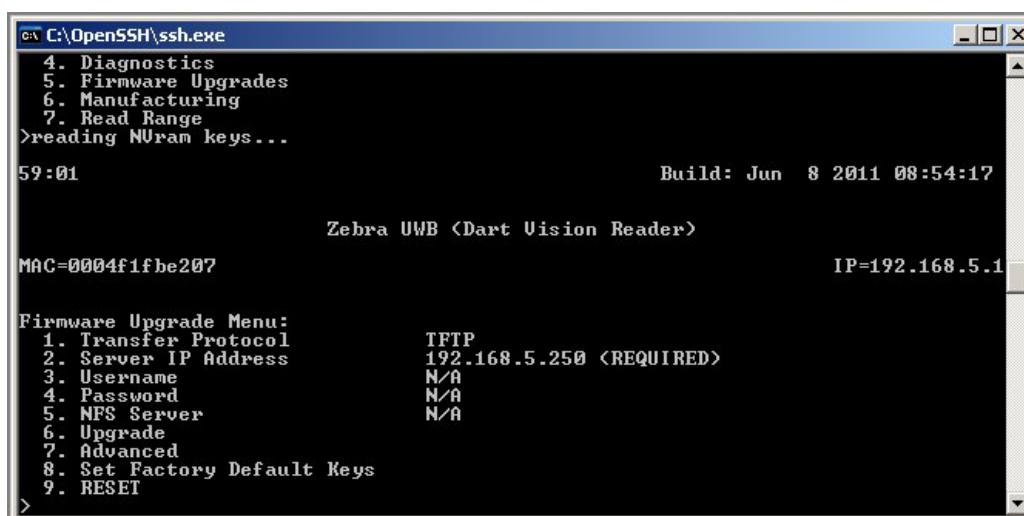 C:\OpenSSH\ssh.exe
4. Diagnostics
5. Firmware Upgrades
6. Manufacturing
7. Read Range
>reading NVram keys...
59:01 Build: Jun 8 2011 08:54:17
Zebra UWB (Dart Vision Reader)
MAC=0004f1fbe207 IP=192.168.5.1
Firmware Upgrade Menu:
1. Transfer Protocol TFTP
2. Server IP Address 192.168.5.250 (REQUIRED)
3. Username N/A
4. Password N/A
5. NFS Server N/A
6. Upgrade
7. Advanced
8. Set Factory Default Keys
9. RESET
>